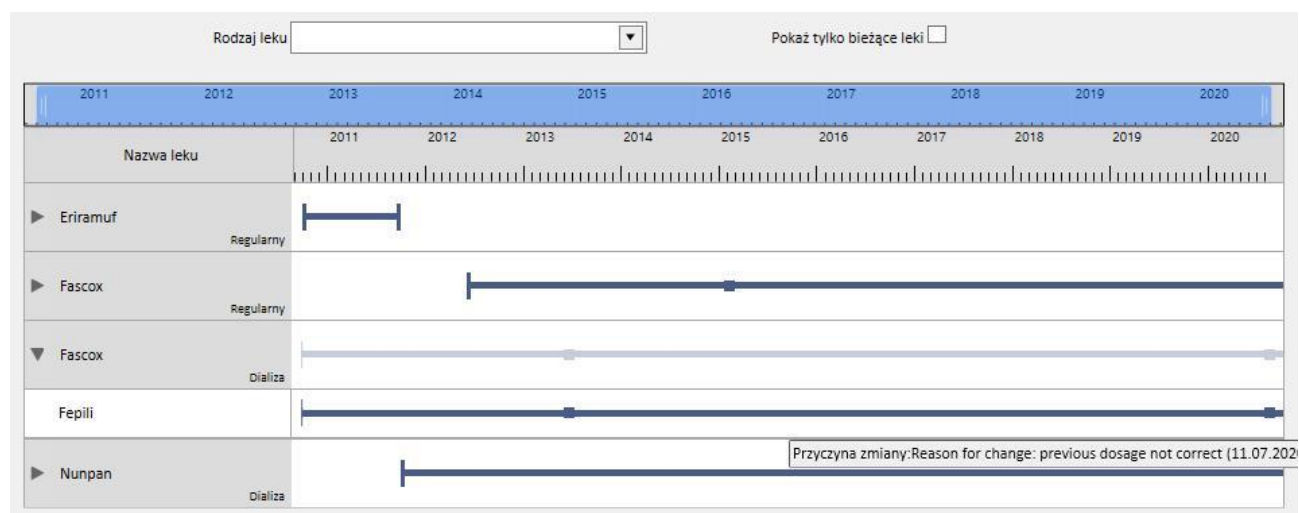 Rodzaj leku
Pokaż tylko bieżące leki
2011 2012 2013 2014 2015 2016 2017 2018 2019 2020
Nazwa leku
2011 2012 2013 2014 2015 2016 2017 2018 2019 2020
Eriramuf
Regularny
Fascox
Regularny
Fascox
Dializa
Fepili
Przyczyna zmiany:Reason for change: previous dosage not correct (11.07.202
Nunpan
Dializa